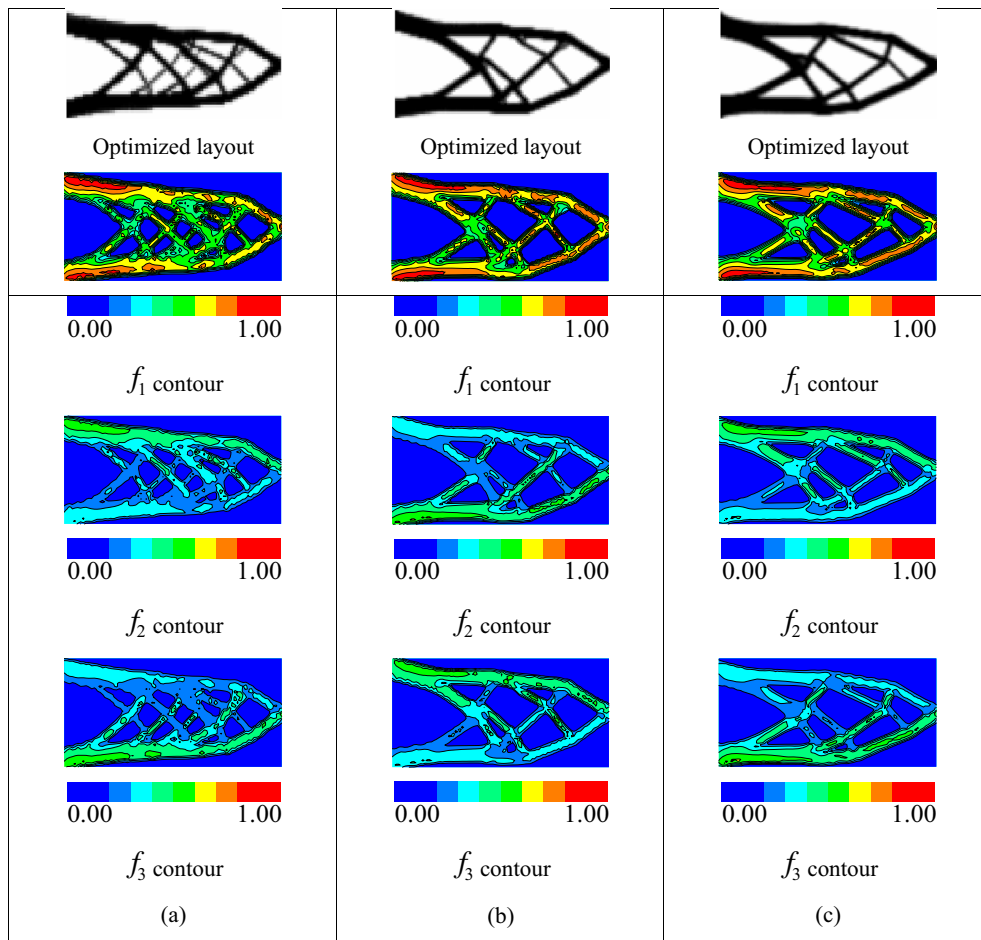 Optimized layout Optimized layout Optimized layout
0.00 1.00 0.00 1.00 0.00 1.00
f1 contour f1 contour f1 contour
0.00 1.00 0.00 1.00 0.00 1.00
f2 contour f2 contour f2 contour
0.00 1.00 0.00 1.00 0.00 1.00
f3 contour f3 contour f3 contour
(a) (b) (c)